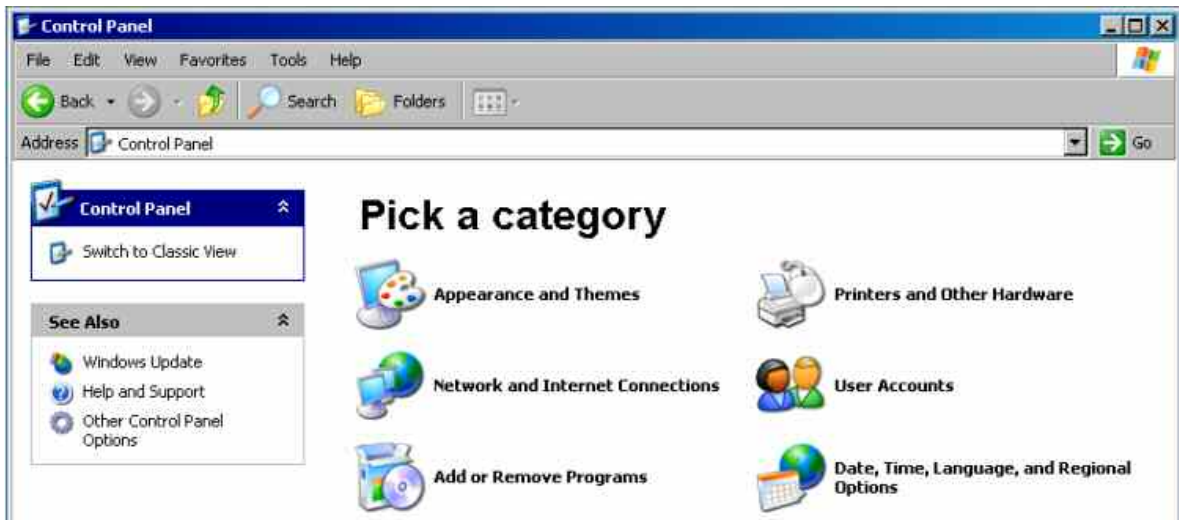 Control Panel
File Edit View Favorites Tools Help
Back Search Folders
Address Control Panel Go
Control Panel
Switch to Classic View
See Also
Windows Update
Help and Support
Other Control Panel
Options
Pick a category
Appearance and Themes
Printers and Other Hardware
Network and Internet Connections
User Accounts
Add or Remove Programs
Date, Time, Language, and Regional
Options